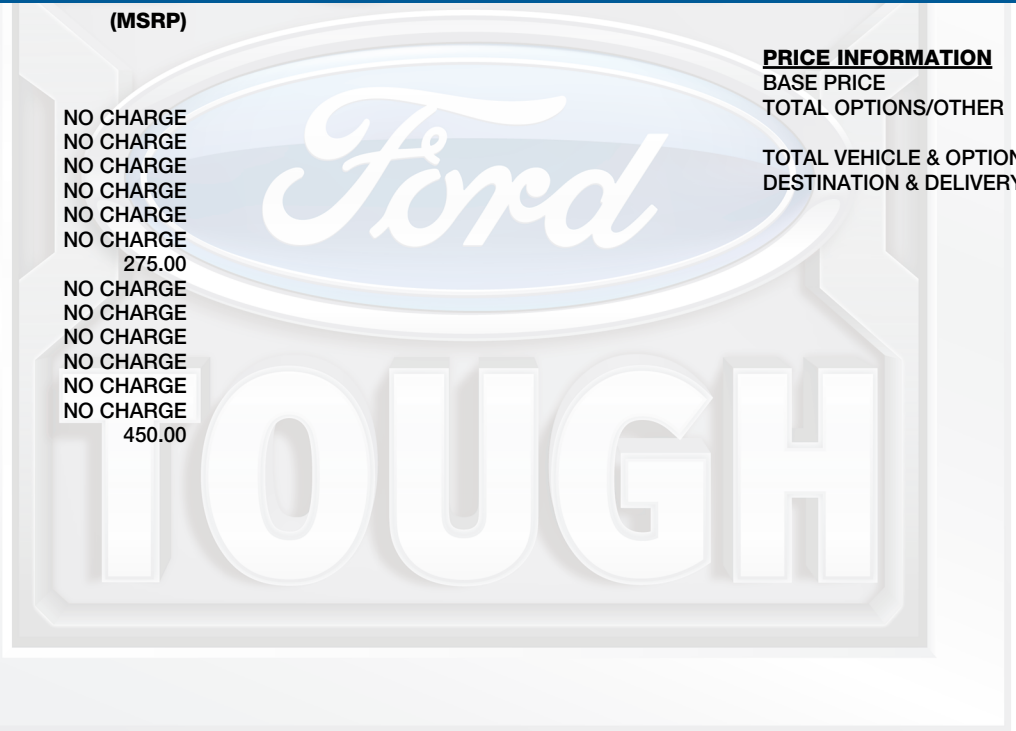 (MSRP)
NO CHARGE
NO CHARGE
NO CHARGE
NO CHARGE
NO CHARGE
NO CHARGE
275.00
NO CHARGE
NO CHARGE
NO CHARGE
NO CHARGE
NO CHARGE
NO CHARGE
450.00
PRICE INFORMATION
BASE PRICE
TOTAL OPTIONS/OTHER
TOTAL VEHICLE & OPTION
DESTINATION & DELIVERY
Ford
TOUGH